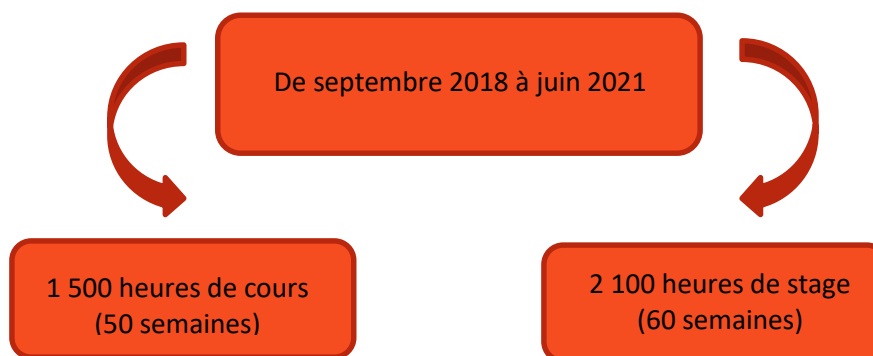 De septembre 2018 à juin 2021
1 500 heures de cours
(50 semaines)
2 100 heures de stage
(60 semaines)